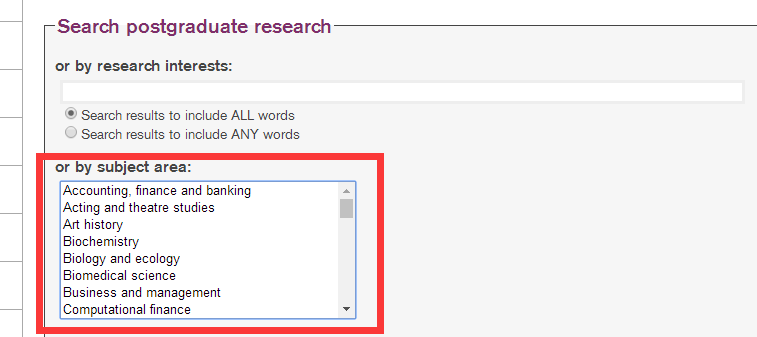 Search postgraduate research
or by research interests:
Search results to include ALL words
Search results to include ANY words
or by subject area:
Accounting, finance and banking
Acting and theatre studies
Art history
Biochemistry
Biology and ecology
Biomedical science
Business and management
Computational finance